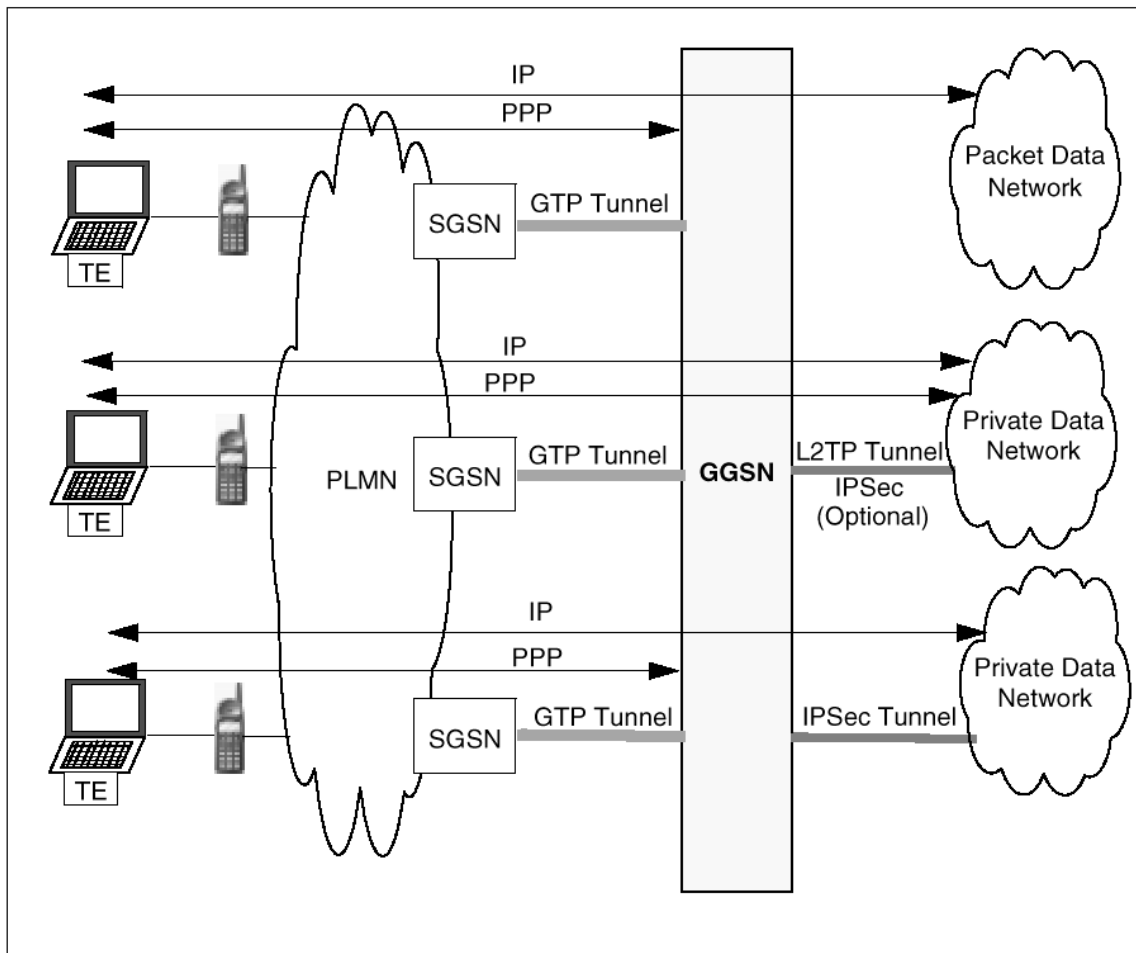 IP
PPP
Packet Data
Network
GTP Tunnel
SGSN
TE
IP
PPP
Private Data
Network
L2TP Tunnel
GTP Tunnel
GGSN
PLMN
SGSN
IPSec
(Optional)
TE
IP
PPP
Private Data
Network
GTP Tunnel
IPSec Tunnel
SGSN
TE